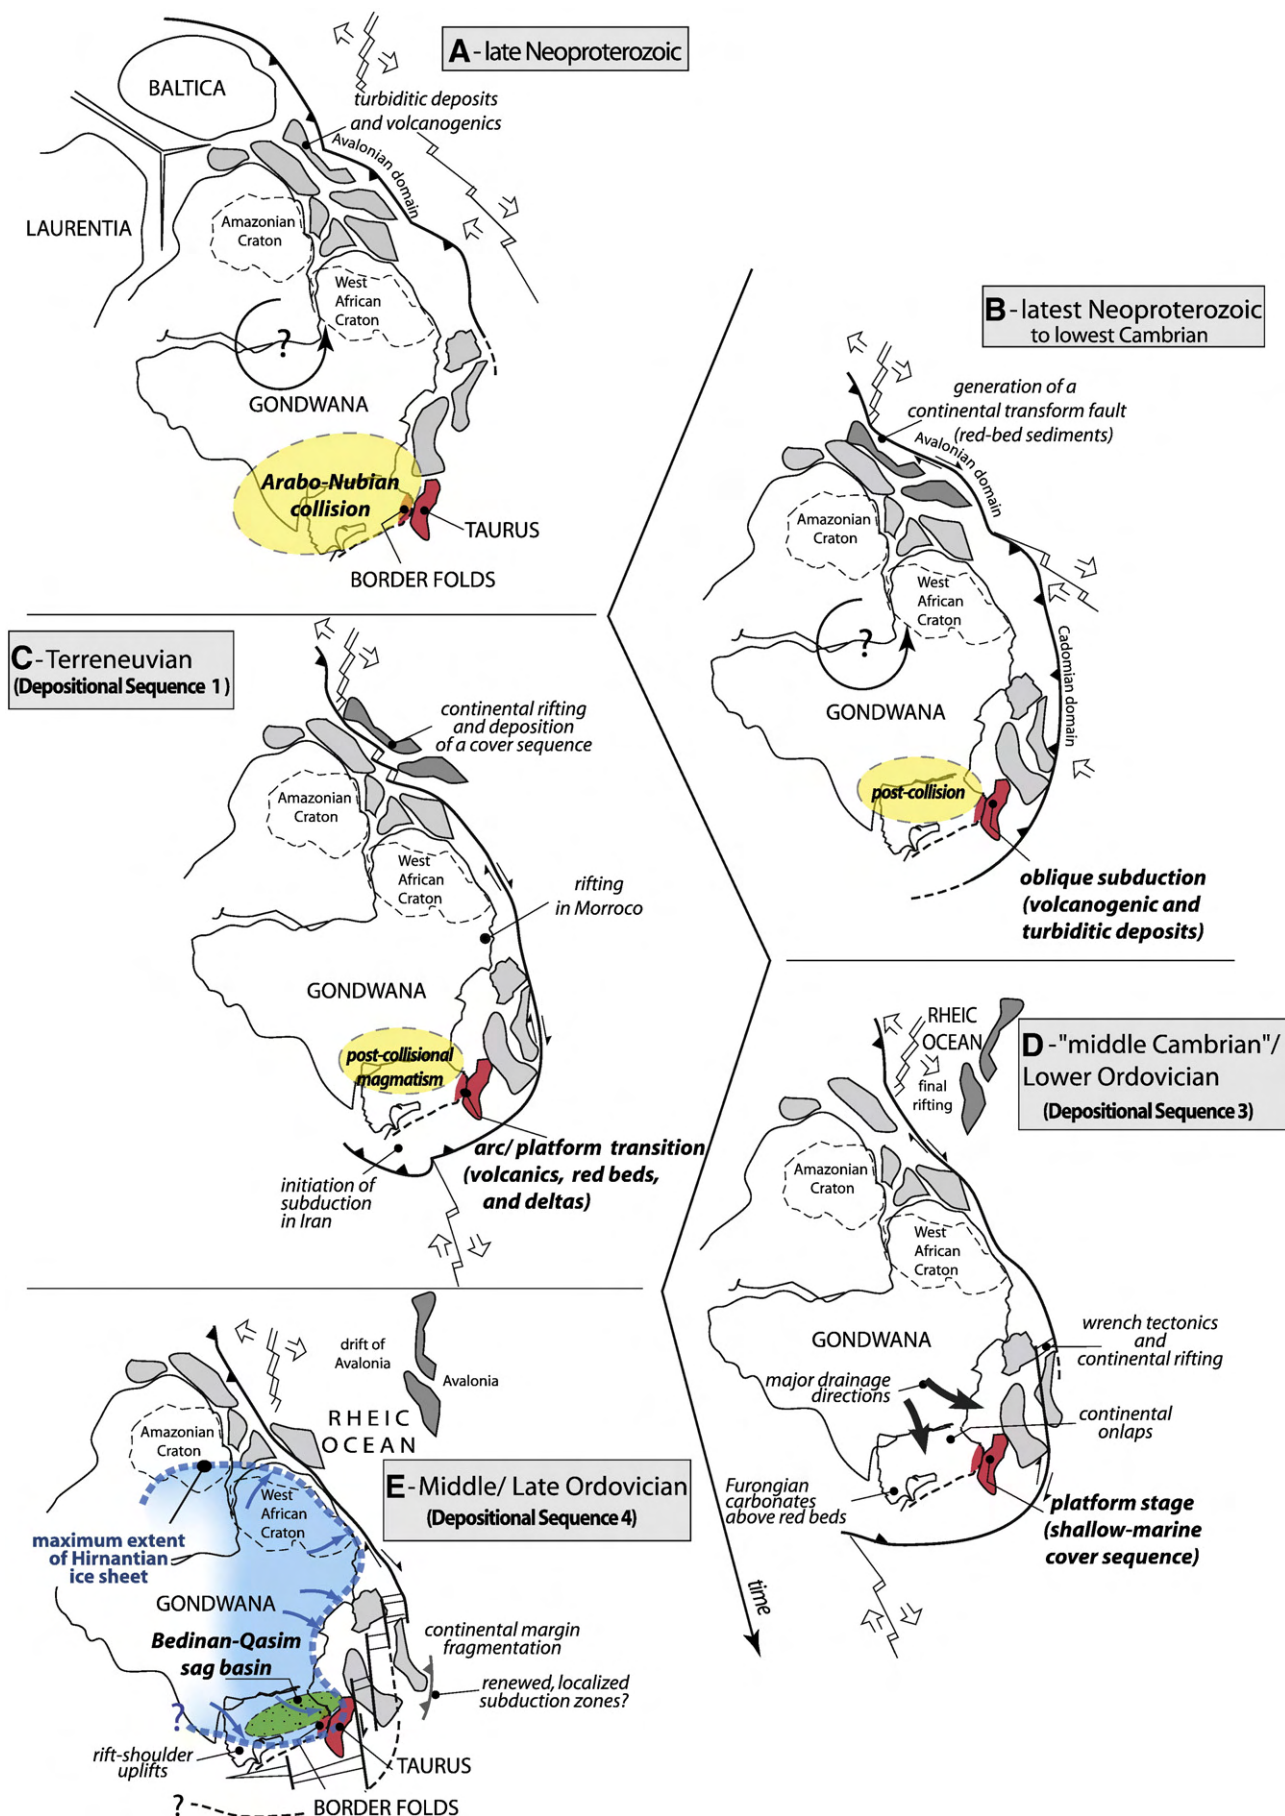 A - late Neoproterozoic
BALTICA
turbiditic deposits
and volcanogenics
Avalonian domain
LAURENTIA
Amazonian
Craton
West
African
Craton
?
GONDWANA
Arabo-Nubian
collision
TAURUS
BORDER FOLDS
B - latest Neoproterozoic
to lowest Cambrian
generation of a
continental transform fault
(red-bed sediments)
Avalonian domain
Amazonian
Craton
West
African
Craton
?
Cadomian domain
GONDWANA
post-collision
oblique subduction
(volcanogenic and
turbiditic deposits)
C - Terreneuvian
(Depositional Sequence 1)
continental rifting
and deposition
of a cover sequence
Amazonian
Craton
West
African
Craton
rifting
in Morroco
GONDWANA
post-collisional
magmatism
arc/ platform transition
(volcanics, red beds,
and deltas)
initiation of
subduction
in Iran
D - "middle Cambrian"/
Lower Ordovician
(Depositional Sequence 3)
RHEIC
OCEAN
final
rifting
Amazonian
Craton
West
African
Craton
GONDWANA
wrench tectonics
and
continental rifting
major drainage
directions
continental
onlaps
Furongian
carbonates
above red beds
'platform stage
(shallow-marine
cover sequence)
time
E - Middle/ Late Ordovician
(Depositional Sequence 4)
drift of
Avalonia
Avalonia
RHEIC
OCEAN
Amazonian
Craton
West
African
Craton
maximum extent
of Hirnantian
ice sheet
GONDWANA
Bedinan-Qasim
sag basin
continental margin
fragmentation
renewed, localized
subduction zones?
?
rift-shoulder
uplifts
TAURUS
?
BORDER FOLDS